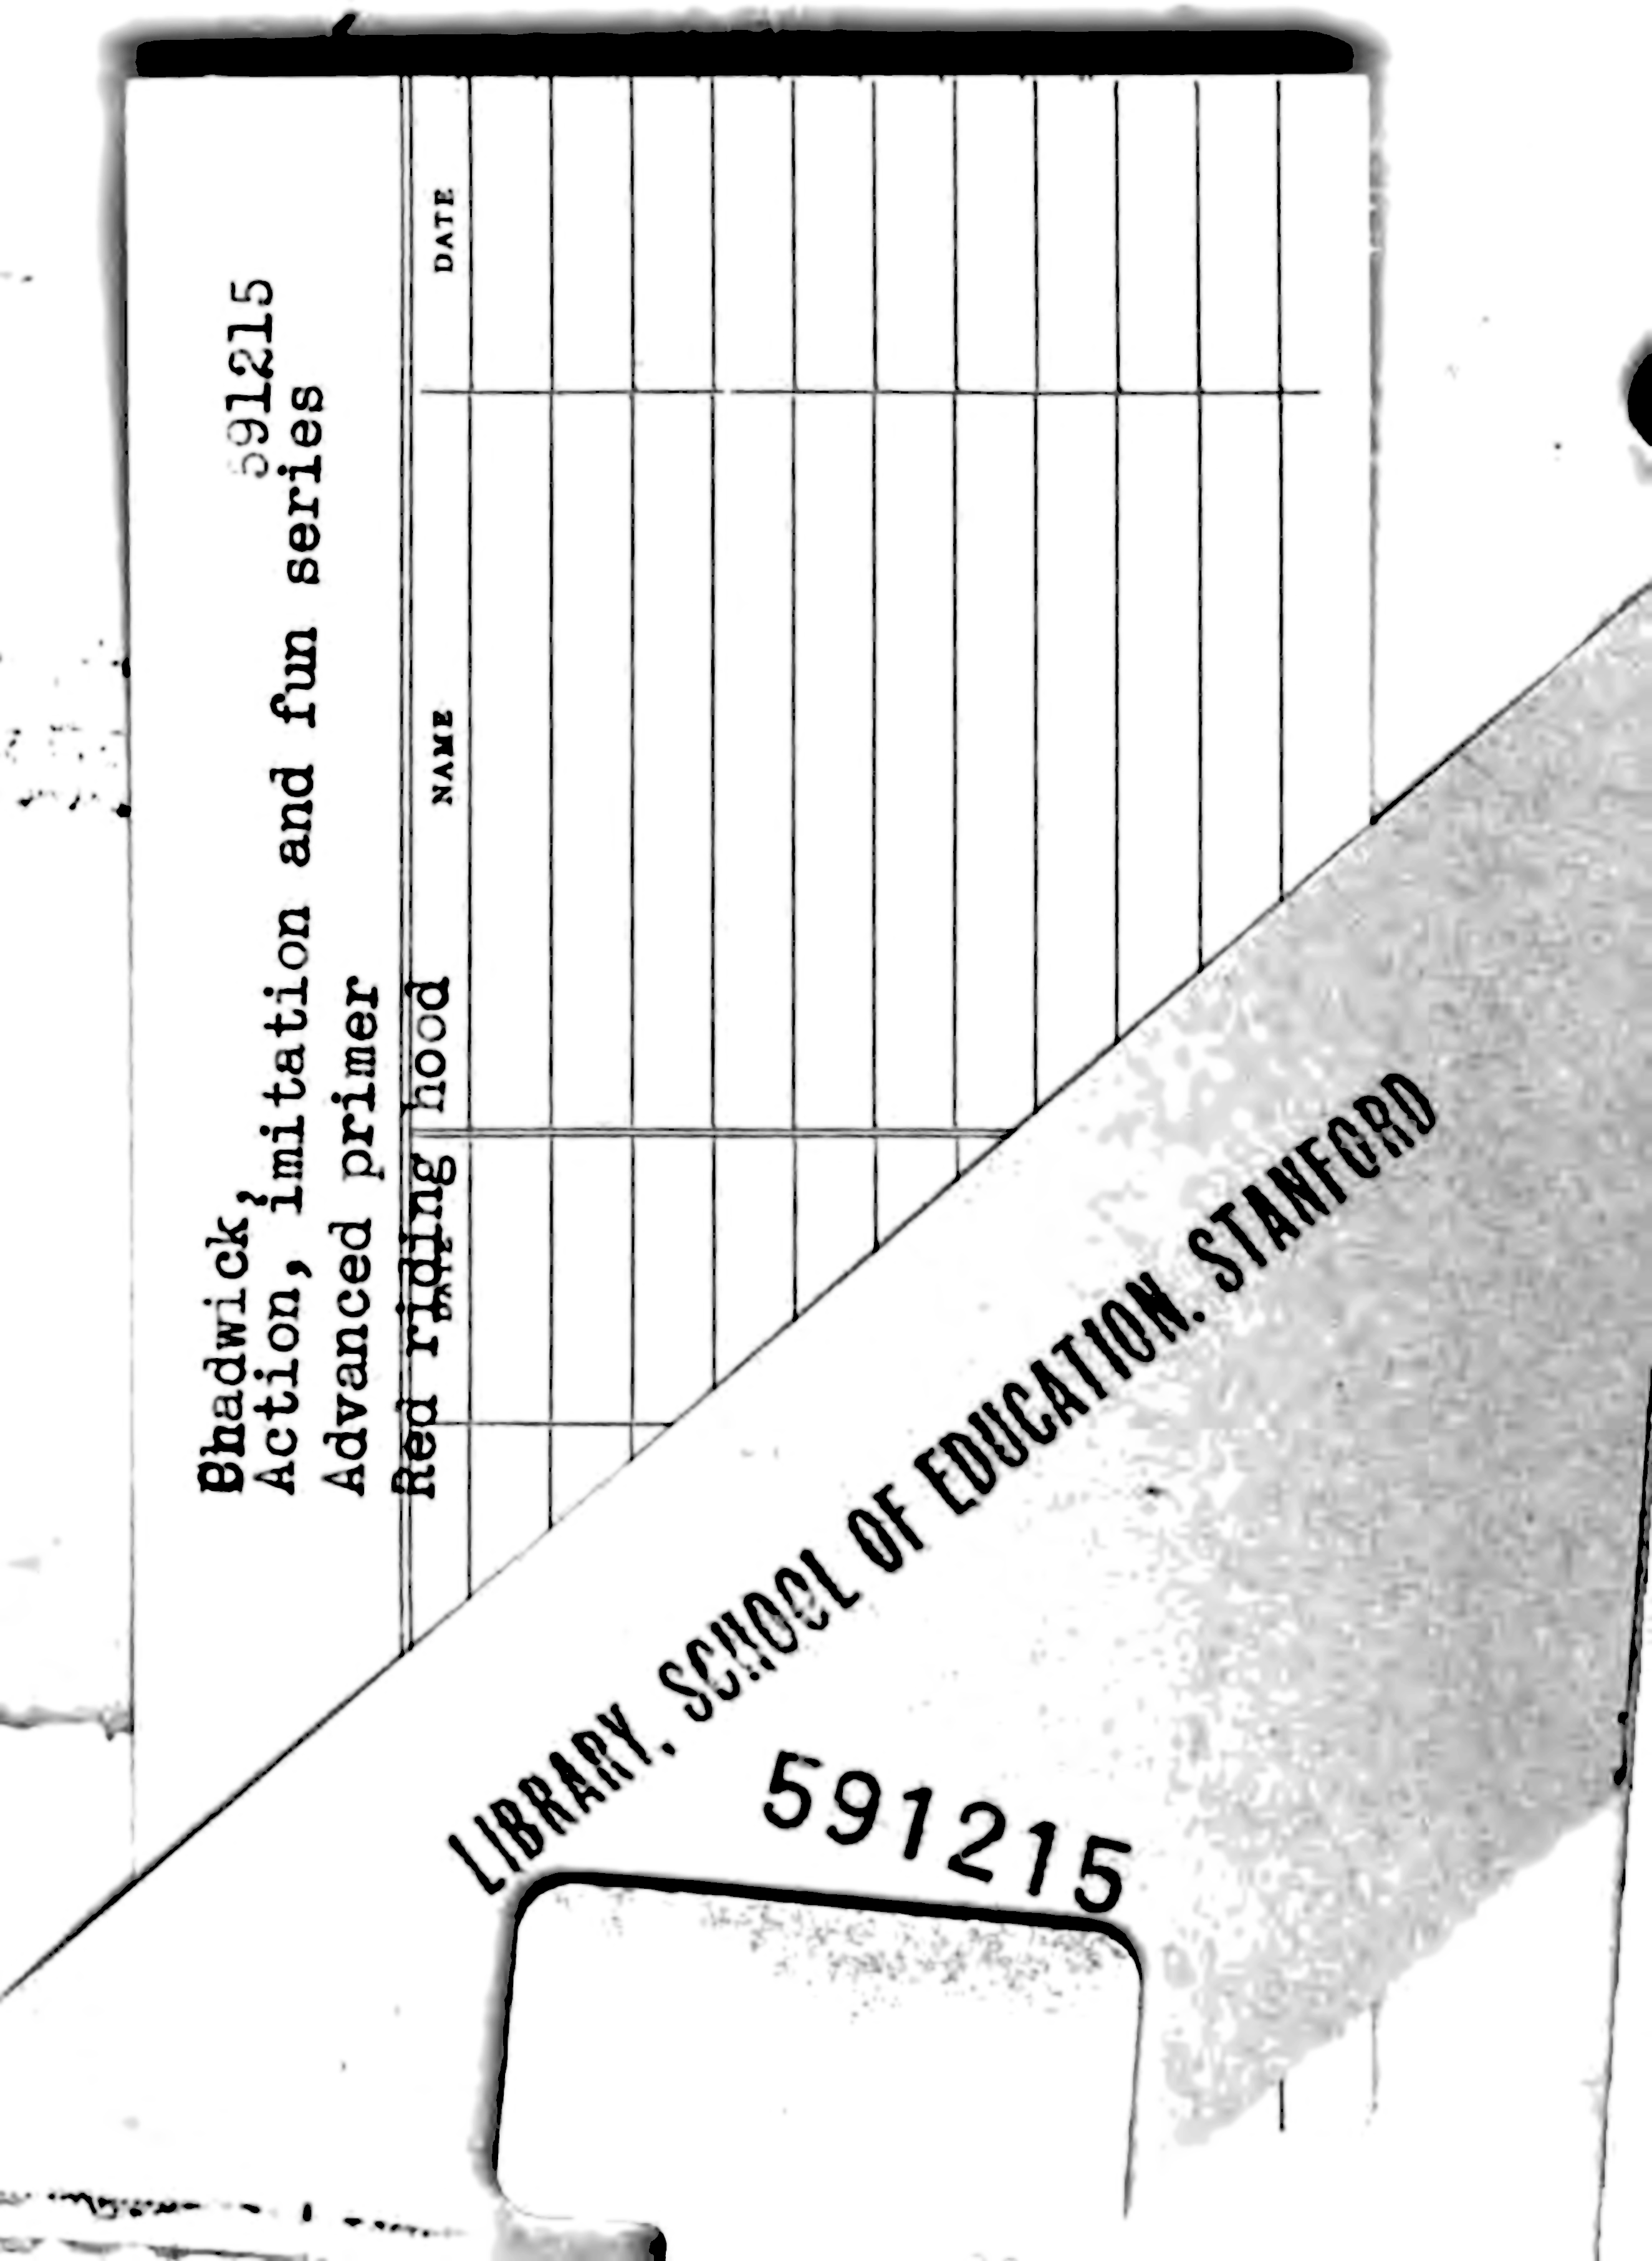 Bhadwick,
591215
Action, imitation and fun series
Advanced primer
Red riding hood
DATE
NAME
DATE
LIBRARY, SCHOOL OF EDUCATION. STANFORD
591215